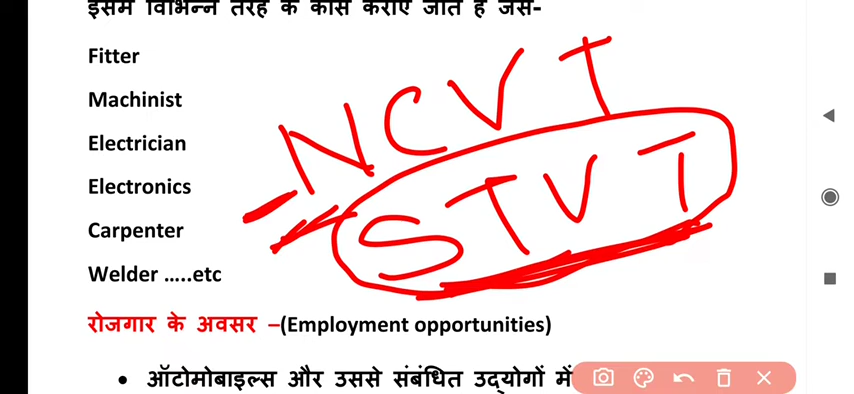 इसमें विभिन्न तरह के कोर्स कराए जाते हैं जैसे-
Fitter
Machinist
Electrician
Electronics
Carpenter
Welder …..etc
NCVT
STVT
रोजगार के अवसर –(Employment opportunities)
• ऑटोमोबाइल्स और उससे संबंधित उद्योगों में